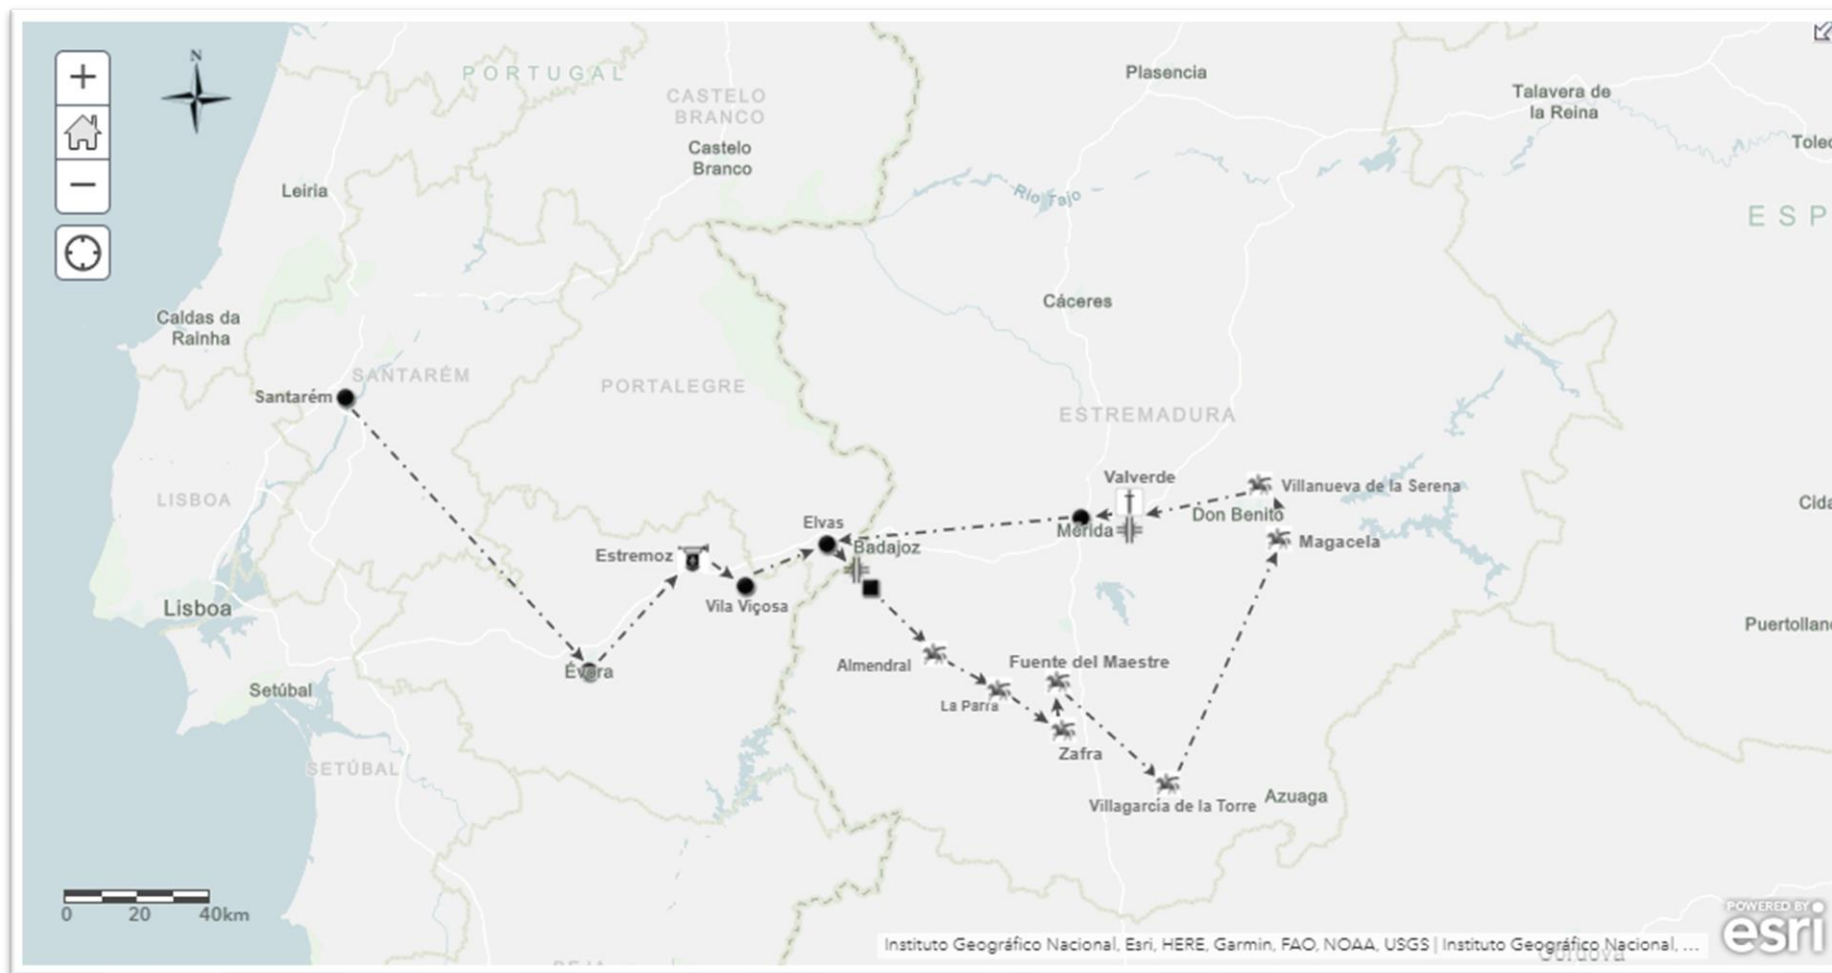 N
PORTUGAL
Plasencia
Talavera de
la Reina
CASTELO
BRANCO
Castelo
Branco
Leiria
Río Tajo
ESP
Caldas da
Rainha
Cáceres
Santarém
SANTARÉM
PORTALEGRE
ESTREMADURA
LISBOA
Valverde
Villanueva de la Serena
Don Benito
Elvas
Mérida
Magacela
Badajoz
Estremoz
Vila Viçosa
Lisboa
Puertollano
Évora
Almendral
Fuente del Maestre
Setúbal
La Parra
Zafra
SETÚBAL
Villagarcía de la Torre
Azuaga
0 20 40km
POWERED BY
esri
Instituto Geográfico Nacional, Esri, HERE, Garmin, FAO, NOAA, USGS | Instituto Geográfico Nacional, ...
Córdova